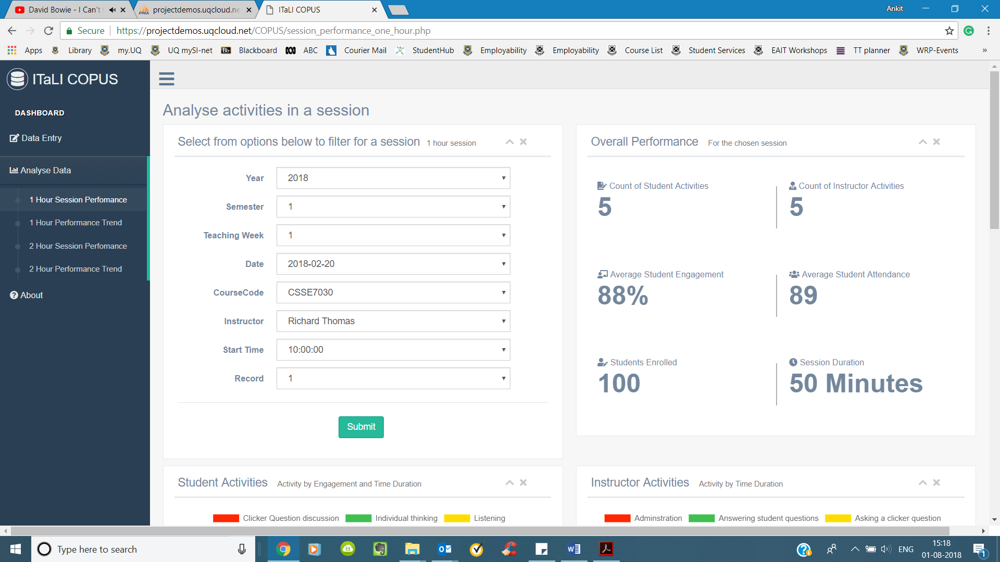 David Bowie - I Can't
projectdemos.uqcloud.ne
ITaLI COPUS
Ankit
Secure
https://projectdemos.uqcloud.net/COPUS/session_performance_one_hour.php
Apps Library my.UQ UQ mySI-net Bb Blackboard ABC Courier Mail StudentHub Employability Employability Course List Student Services EAIT Workshops TT planner WRP-Events »
ITaLI COPUS
DASHBOARD
Data Entry
Analyse Data
1 Hour Session Perfomance
1 Hour Performance Trend
2 Hour Session Perfomance
2 Hour Performance Trend
About
Analyse activities in a session
Select from options below to filter for a session 1 hour session
Year 2018
Semester 1
Teaching Week 1
Date 2018-02-20
CourseCode CSSE7030
Instructor Richard Thomas
Start Time 10:00:00
Record 1
Submit
Overall Performance For the chosen session
Count of Student Activities
5
Count of Instructor Activities
5
Average Student Engagement
88%
Average Student Attendance
89
Students Enrolled
100
Session Duration
50 Minutes
Student Activities Activity by Engagement and Time Duration
Clicker Question discussion Individual thinking Listening
Instructor Activities Activity by Time Duration
Adminstration Answering student questions Asking a clicker question
Type here to search
ENG
15:18
01-08-2018
1